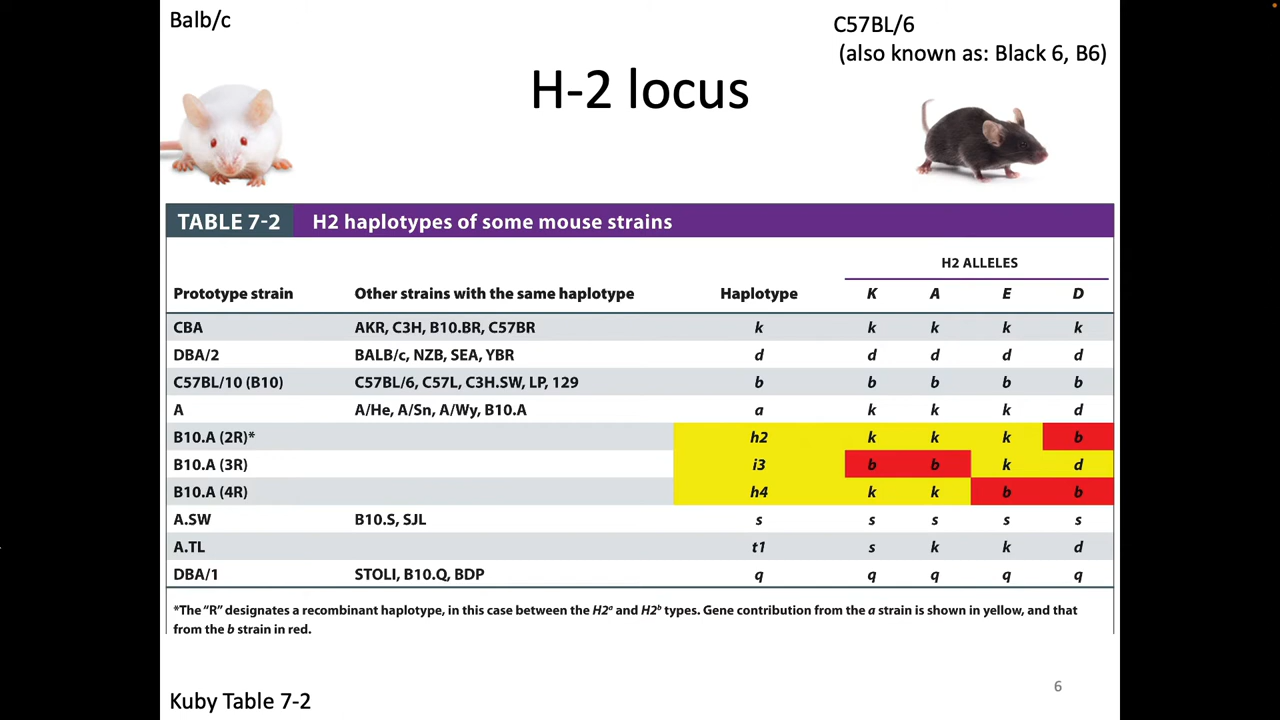 Balb/c
C57BL/6
(also known as: Black 6, B6)
H-2 locus
TABLE 7-2 H2 haplotypes of some mouse strains
H2 ALLELES
Prototype strain Other strains with the same haplotype Haplotype K A E D
CBA AKR, C3H, B10.BR, C57BR k k k k k
DBA/2 BALB/c, NZB, SEA, YBR d d d d d
C57BL/10 (B10) C57BL/6, C57L, C3H.SW, LP, 129 b b b b b
A A/He, A/Sn, A/Wy, B10.A a k k k d
B10.A (2R)* h2 k k k b
B10.A (3R) i3 b b k d
B10.A (4R) h4 k k b b
A.SW B10.S, SJL s s s s s
A.TL t1 s k k d
DBA/1 STOLI, B10.Q, BDP q q q q q
*The “R” designates a recombinant haplotype, in this case between the H2ᵃ and H2ᵇ types. Gene contribution from the a strain is shown in yellow, and that
from the b strain in red.
6
Kuby Table 7-2